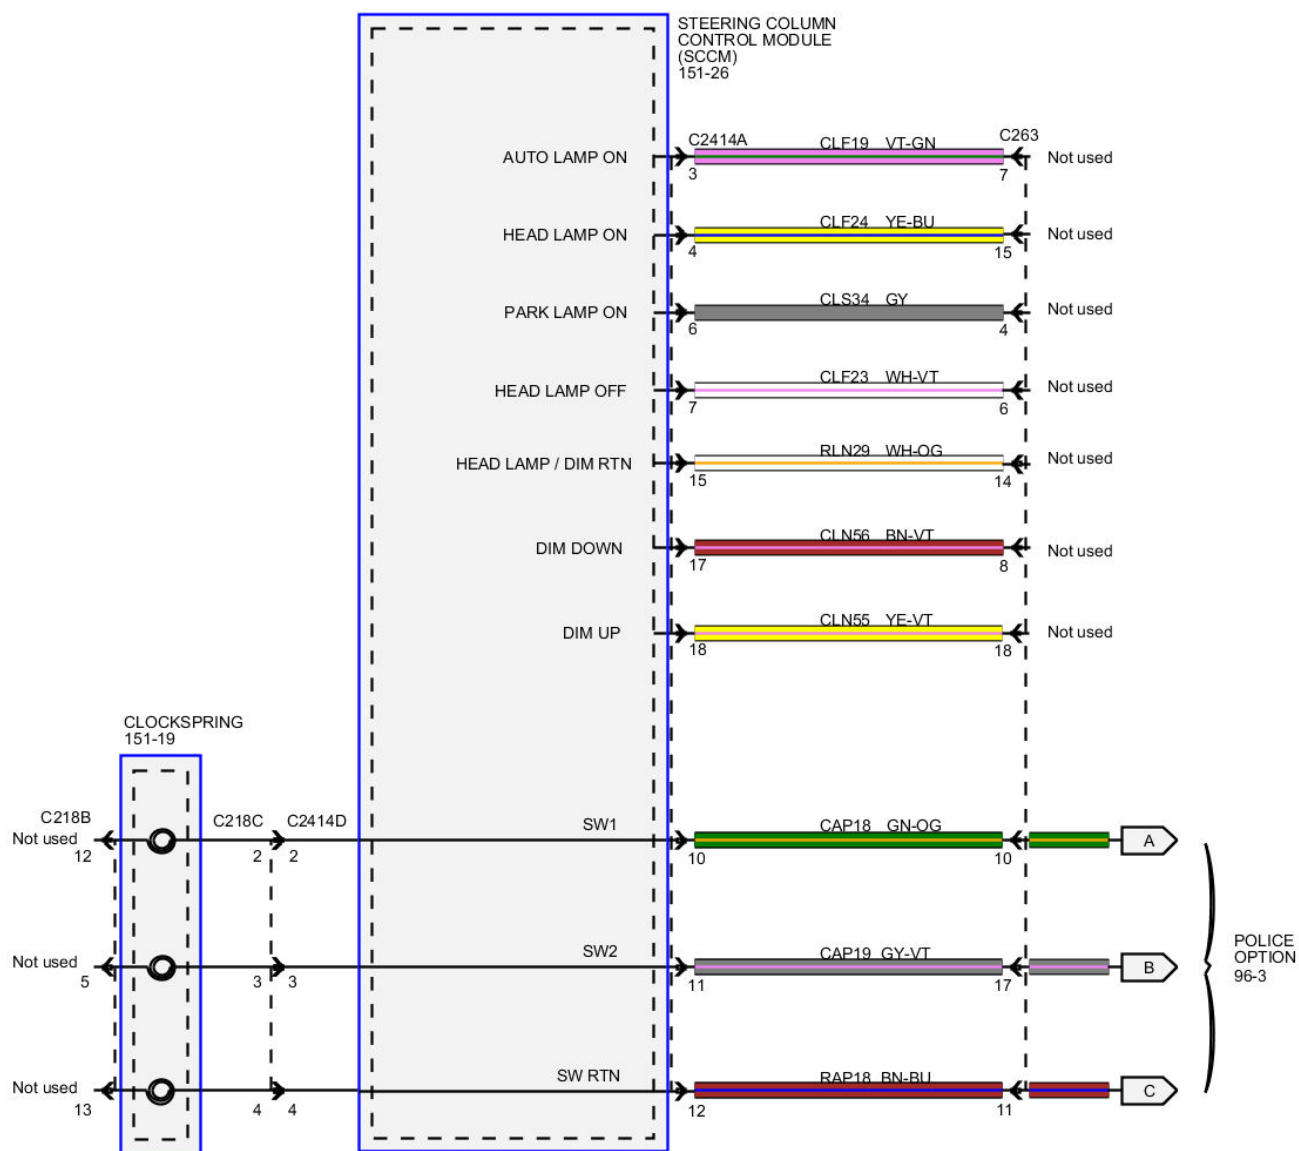 STEERING COLUMN
CONTROL MODULE
(SCCM)
151-26
C2414A
CLF19 VT-GN
C263
AUTO LAMP ON
3
7
Not used
CLF24 YE-BU
HEAD LAMP ON
4
15
Not used
CLS34 GY
PARK LAMP ON
6
4
Not used
CLF23 WH-VT
HEAD LAMP OFF
7
6
Not used
RLN29 WH-OG
HEAD LAMP / DIM RTN
15
14
Not used
CLN56 BN-VT
DIM DOWN
17
8
Not used
CLN55 YE-VT
DIM UP
18
18
Not used
CLOCKSPRING
151-19
C218B
C218C
C2414D
SW1
CAP18 GN-OG
Not used
12
2
2
10
10
A
SW2
CAP19 GY-VT
Not used
5
3
3
11
17
B
POLICE
OPTION
96-3
SW RTN
RAP18 BN-BU
Not used
13
4
4
12
11
C